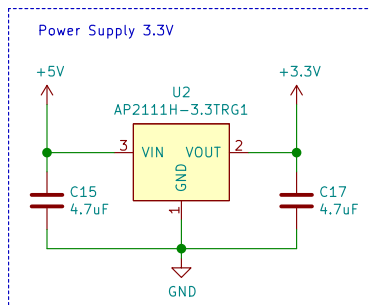 Power Supply 3.3V
+5V
U2
AP2111H-3.3TRG1
+3.3V
3
VIN
VOUT
2
GND
1
C15
4.7uF
C17
4.7uF
GND